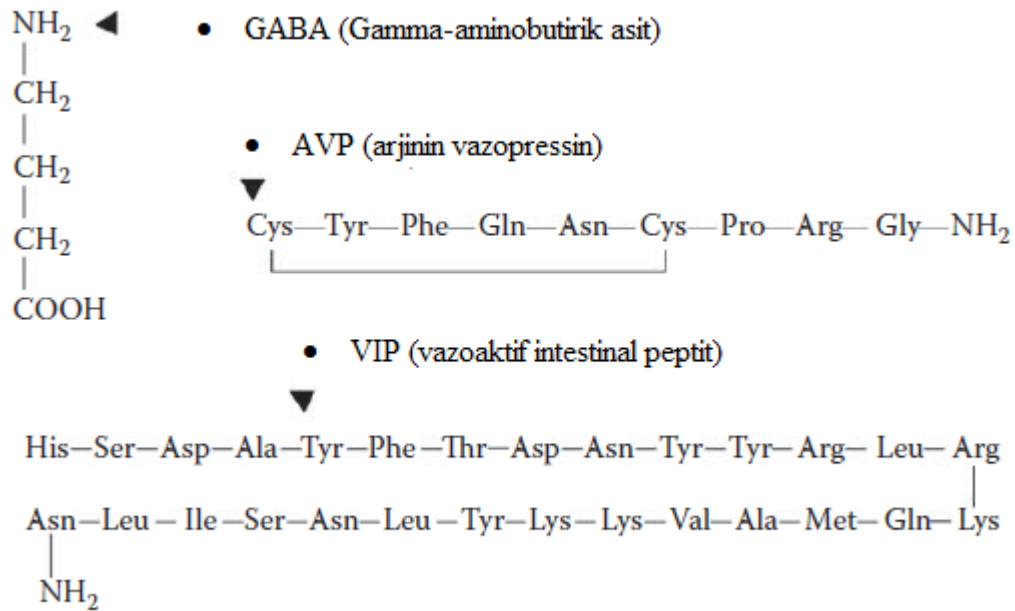 NH₂ ◄ • GABA (Gamma-aminobutirik asit)
CH₂
CH₂
CH₂
COOH
• AVP (arjinin vazopressin)
Cys—Tyr—Phe—Gln—Asn—Cys—Pro—Arg—Gly—NH₂
• VIP (vazoaktif intestinal peptit)
His—Ser—Asp—Ala—Tyr—Phe—Thr—Asp—Asn—Tyr—Tyr—Arg—Leu—Arg
Asn—Leu—Ile—Ser—Asn—Leu—Tyr—Lys—Lys—Val—Ala—Met—Gln—Lys
NH₂